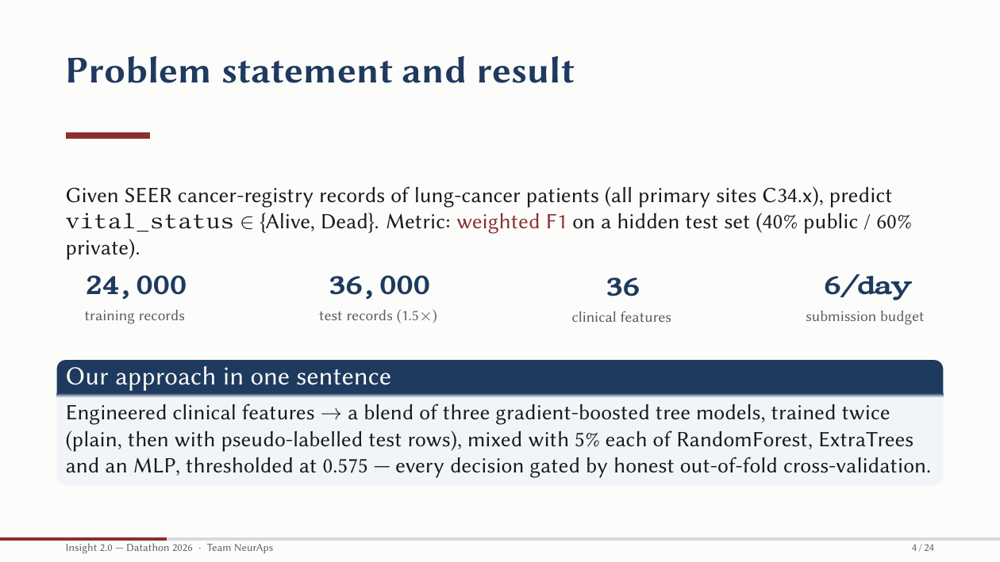 Problem statement and result
Given SEER cancer-registry records of lung-cancer patients (all primary sites C34.x), predict
vital_status ∈ {Alive, Dead}. Metric: weighted F1 on a hidden test set (40% public / 60%
private).
24,000
training records
36,000
test records (1.5×)
36
clinical features
6/day
submission budget
Our approach in one sentence
Engineered clinical features → a blend of three gradient-boosted tree models, trained twice
(plain, then with pseudo-labelled test rows), mixed with 5% each of RandomForest, ExtraTrees
and an MLP, thresholded at 0.575 — every decision gated by honest out-of-fold cross-validation.
Insight 2.0 — Datathon 2026 · Team NeurAps
4 / 24